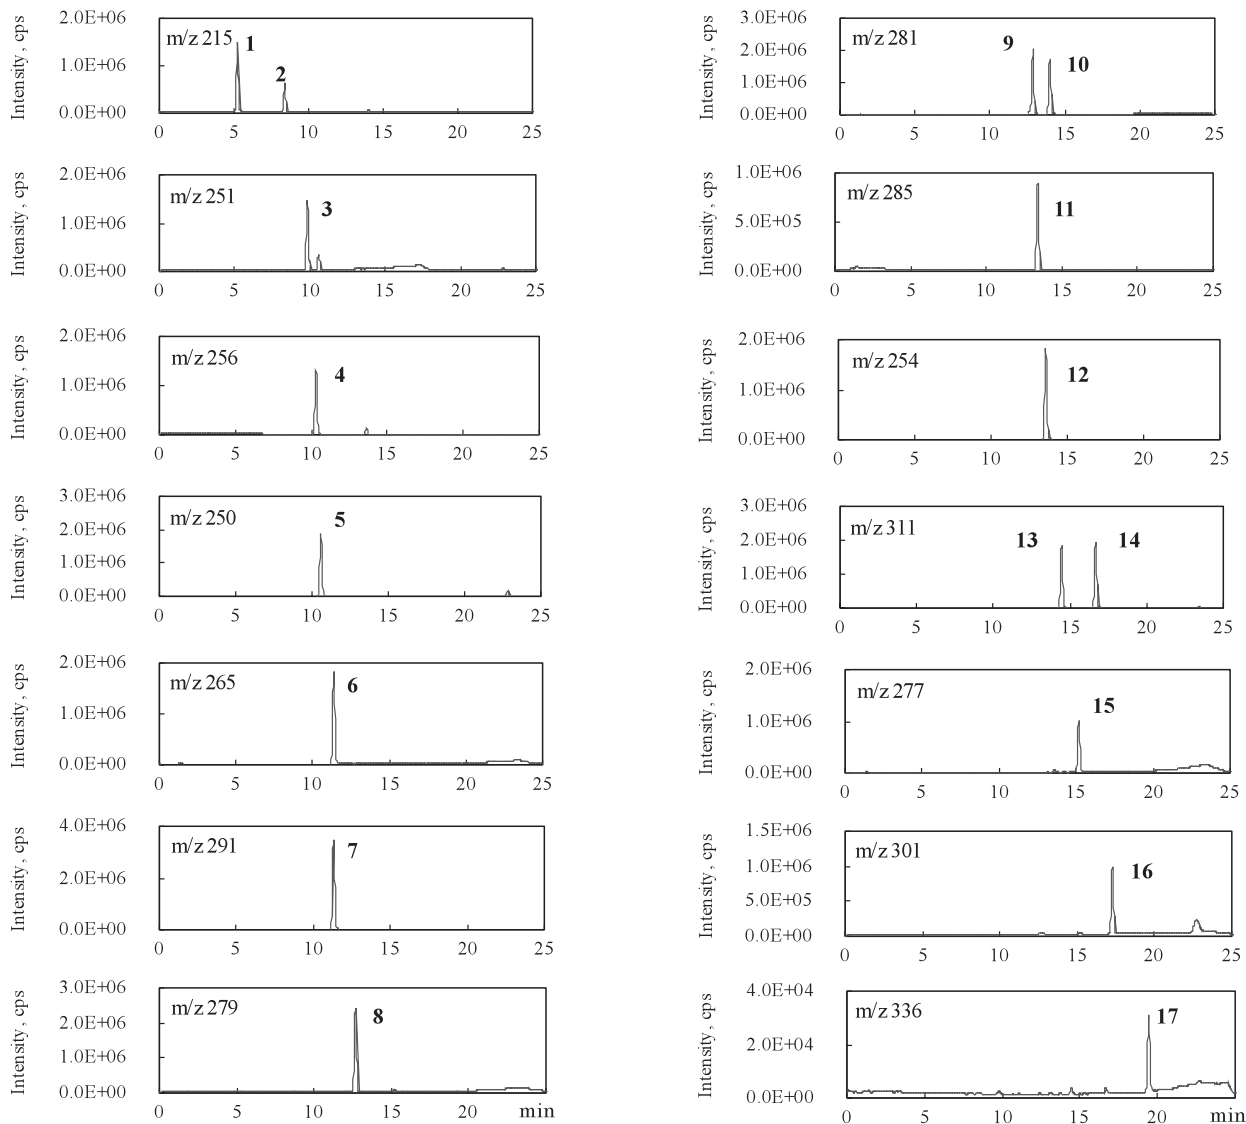 Intensity, cps
2.0E+06
1.0E+06
0.0E+00
m/z 215
1
2
0 5 10 15 20 25
Intensity, cps
2.0E+06
1.0E+06
0.0E+00
m/z 251
3
0 5 10 15 20 25
Intensity, cps
2.0E+06
1.0E+06
0.0E+00
m/z 256
4
0 5 10 15 20 25
Intensity, cps
3.0E+06
2.0E+06
1.0E+06
0.0E+00
m/z 250
5
0 5 10 15 20 25
Intensity, cps
2.0E+06
1.0E+06
0.0E+00
m/z 265
6
0 5 10 15 20 25
Intensity, cps
4.0E+06
2.0E+06
0.0E+00
m/z 291
7
0 5 10 15 20 25
Intensity, cps
3.0E+06
2.0E+06
1.0E+06
0.0E+00
m/z 279
8
0 5 10 15 20 min
Intensity, cps
3.0E+06
2.0E+06
1.0E+06
0.0E+00
m/z 281
9
10
0 5 10 15 20 25
Intensity, cps
1.0E+06
5.0E+05
0.0E+00
m/z 285
11
0 5 10 15 20 25
Intensity, cps
2.0E+06
1.0E+06
0.0E+00
m/z 254
12
0 5 10 15 20 25
Intensity, cps
3.0E+06
2.0E+06
1.0E+06
0.0E+00
m/z 311
13 14
0 5 10 15 20 25
Intensity, cps
2.0E+06
1.0E+06
0.0E+00
m/z 277
15
0 5 10 15 20 25
Intensity, cps
1.5E+06
1.0E+06
5.0E+05
0.0E+00
m/z 301
16
0 5 10 15 20 25
Intensity, cps
4.0E+04
2.0E+04
0.0E+00
m/z 336
17
0 5 10 15 20 min